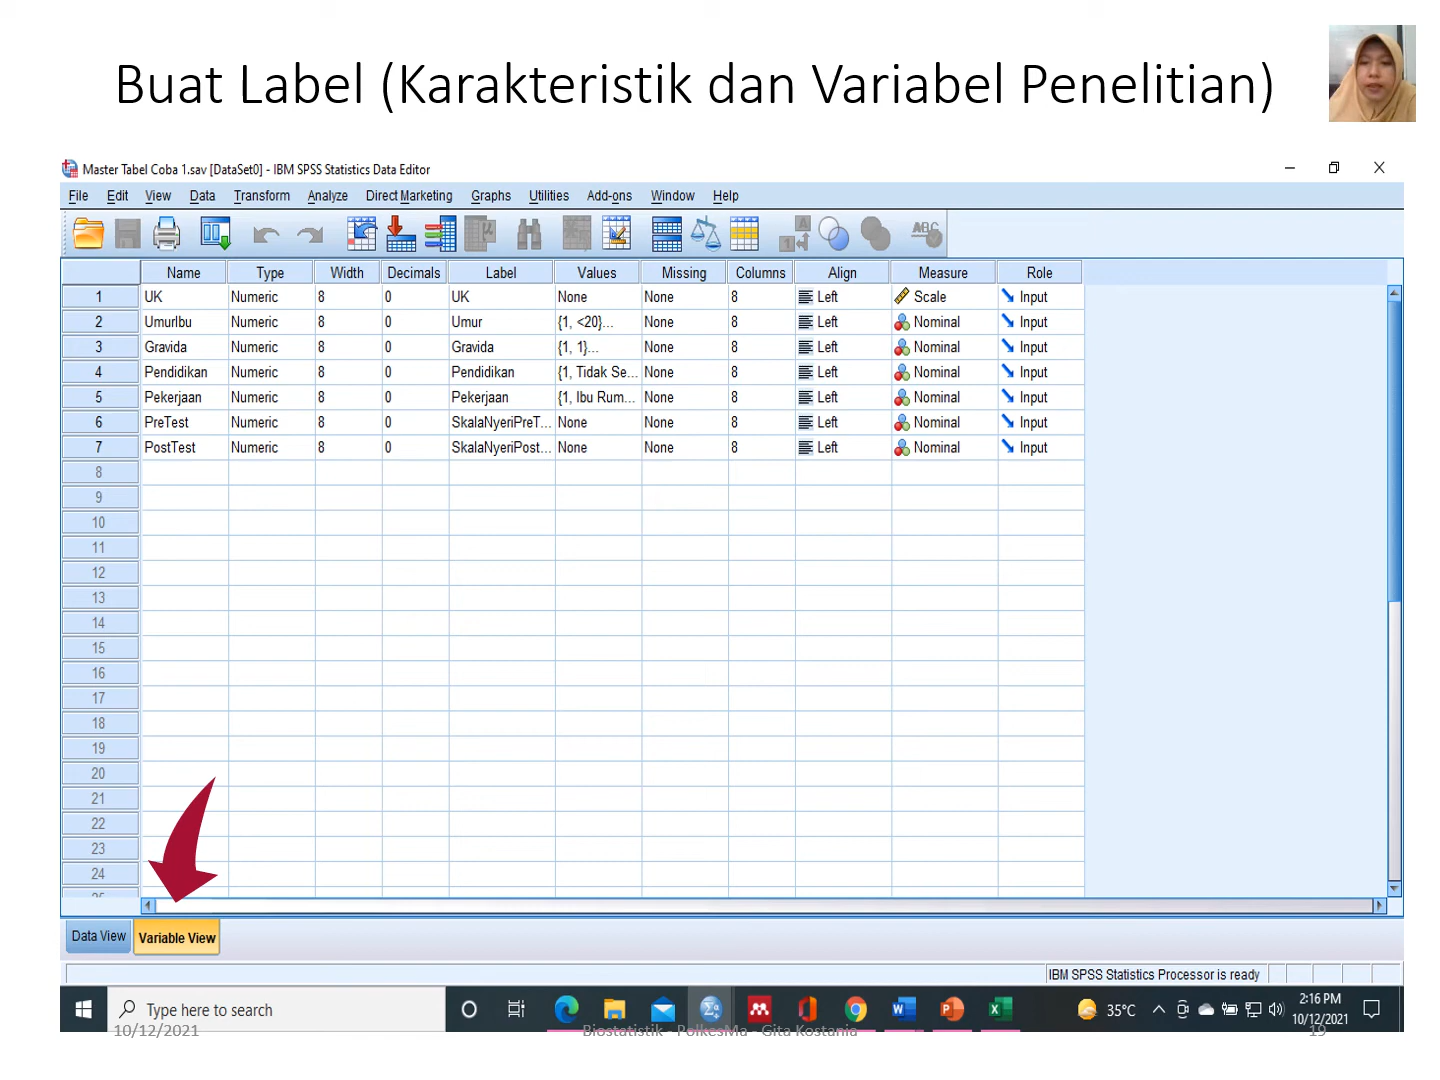 Buat Label (Karakteristik dan Variabel Penelitian)
Master Tabel Coba 1.sav [DataSet0] - IBM SPSS Statistics Data Editor
File Edit View Data Transform Analyze Direct Marketing Graphs Utilities Add-ons Window Help
Name Type Width Decimals Label Values Missing Columns Align Measure Role
1 UK Numeric 8 0 UK None None 8 Left Scale Input
2 UmurIbu Numeric 8 0 Umur {1, <20}... None 8 Left Nominal Input
3 Gravida Numeric 8 0 Gravida {1, 1}... None 8 Left Nominal Input
4 Pendidikan Numeric 8 0 Pendidikan {1, Tidak Se... None 8 Left Nominal Input
5 Pekerjaan Numeric 8 0 Pekerjaan {1, Ibu Rum... None 8 Left Nominal Input
6 PreTest Numeric 8 0 SkalaNyeriPreT... None None 8 Left Nominal Input
7 PostTest Numeric 8 0 SkalaNyeriPost... None None 8 Left Nominal Input
8
9
10
11
12
13
14
15
16
17
18
19
20
21
22
23
24
Data View Variable View
IBM SPSS Statistics Processor is ready
Type here to search
35°C
2:16 PM
10/12/2021
10/12/2021 Biostatistik - PolkesMa - Gita Kostania 19